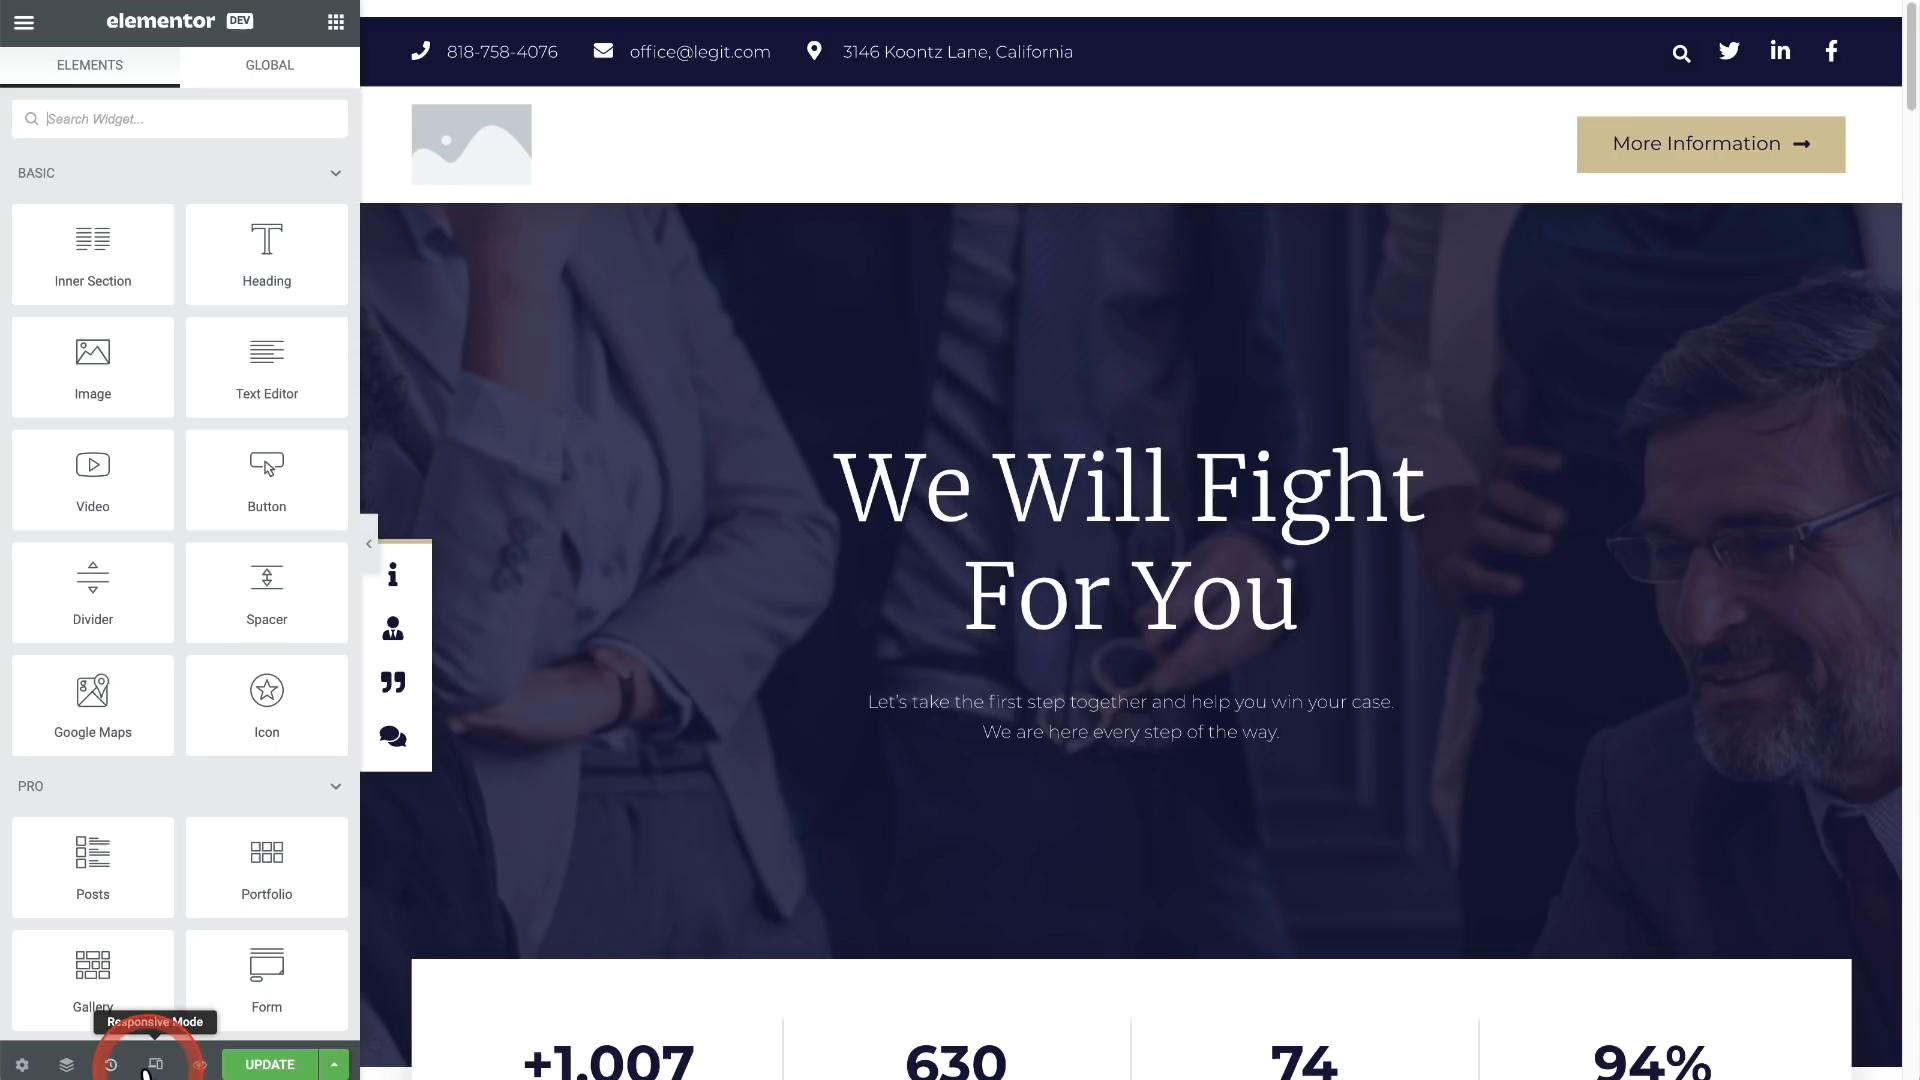 elementor DEV
ELEMENTS GLOBAL
Search Widget...
BASIC
Inner Section
Heading
Image
Text Editor
Video
Button
Divider
Spacer
Google Maps
Icon
PRO
Posts
Portfolio
Gallery
Form
Responsive Mode
UPDATE
818-758-4076 office@legit.com 3146 Koontz Lane, California
More Information
We Will Fight
For You
Let's take the first step together and help you win your case.
We are here every step of the way.
+1,007 630 74 94%